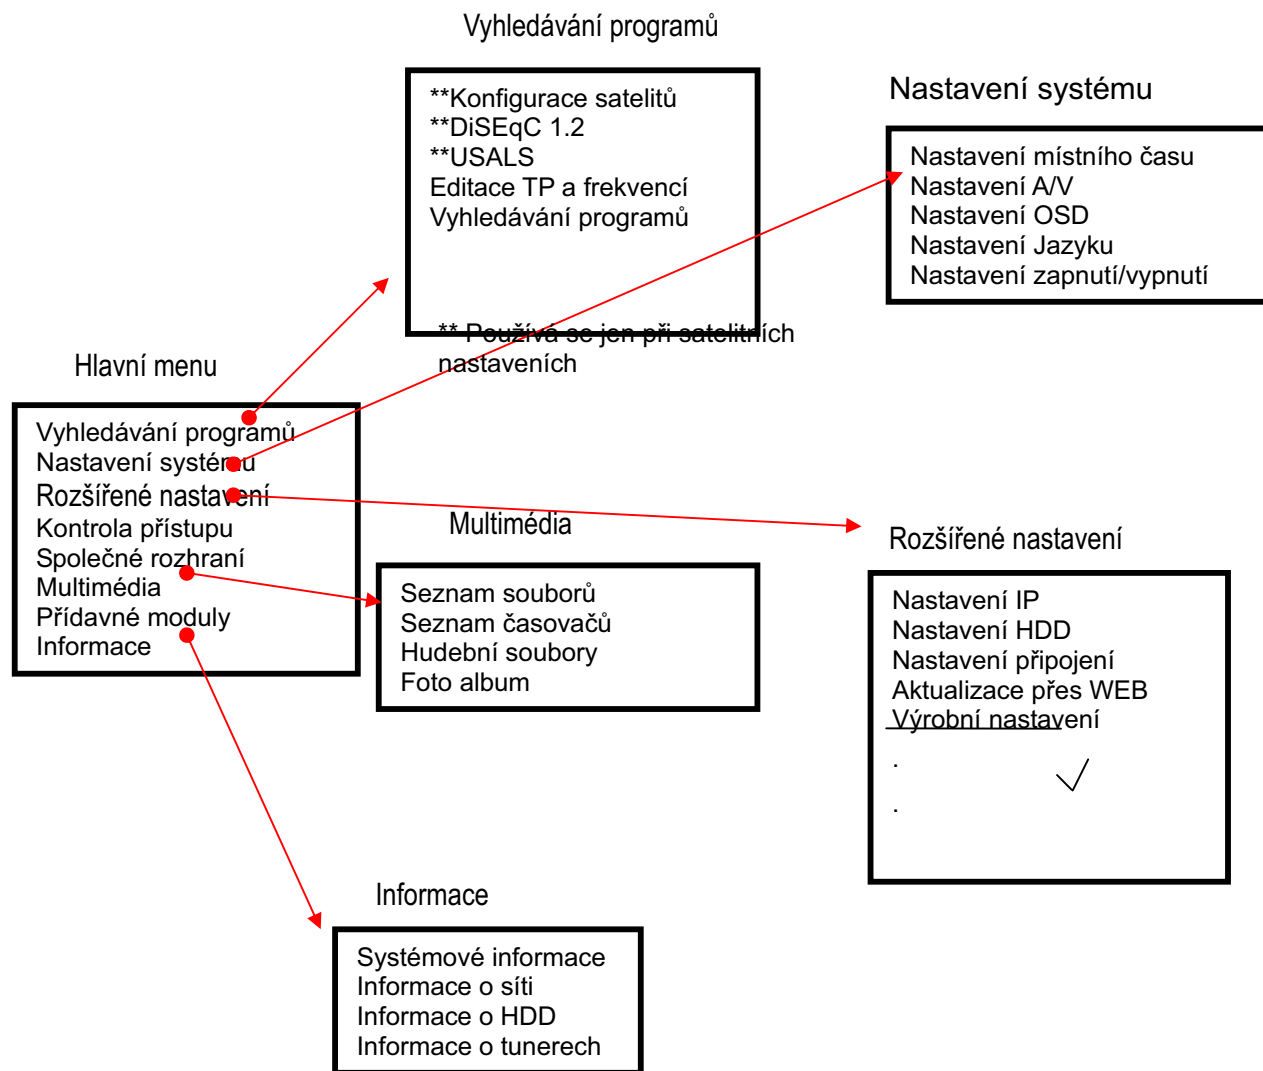 Vyhledávání programů
**Konfigurace satelitů
**DiSEqC 1.2
**USALS
Editace TP a frekvencí
Vyhledávání programů
** Používá se jen při satelitních
nastaveních
Nastavení systému
Nastavení místního času
Nastavení A/V
Nastavení OSD
Nastavení Jazyku
Nastavení zapnutí/vypnutí
Hlavní menu
Vyhledávání programů
Nastavení systému
Rozšířené nastavení
Kontrola přístupu
Společné rozhraní
Multimédia
Přídavné moduly
Informace
Multimédia
Seznam souborů
Seznam časovačů
Hudební soubory
Foto album
Rozšířené nastavení
Nastavení IP
Nastavení HDD
Nastavení připojení
Aktualizace přes WEB
Výrobní nastavení
.
.
Informace
Systémové informace
Informace o síti
Informace o HDD
Informace o tunerech